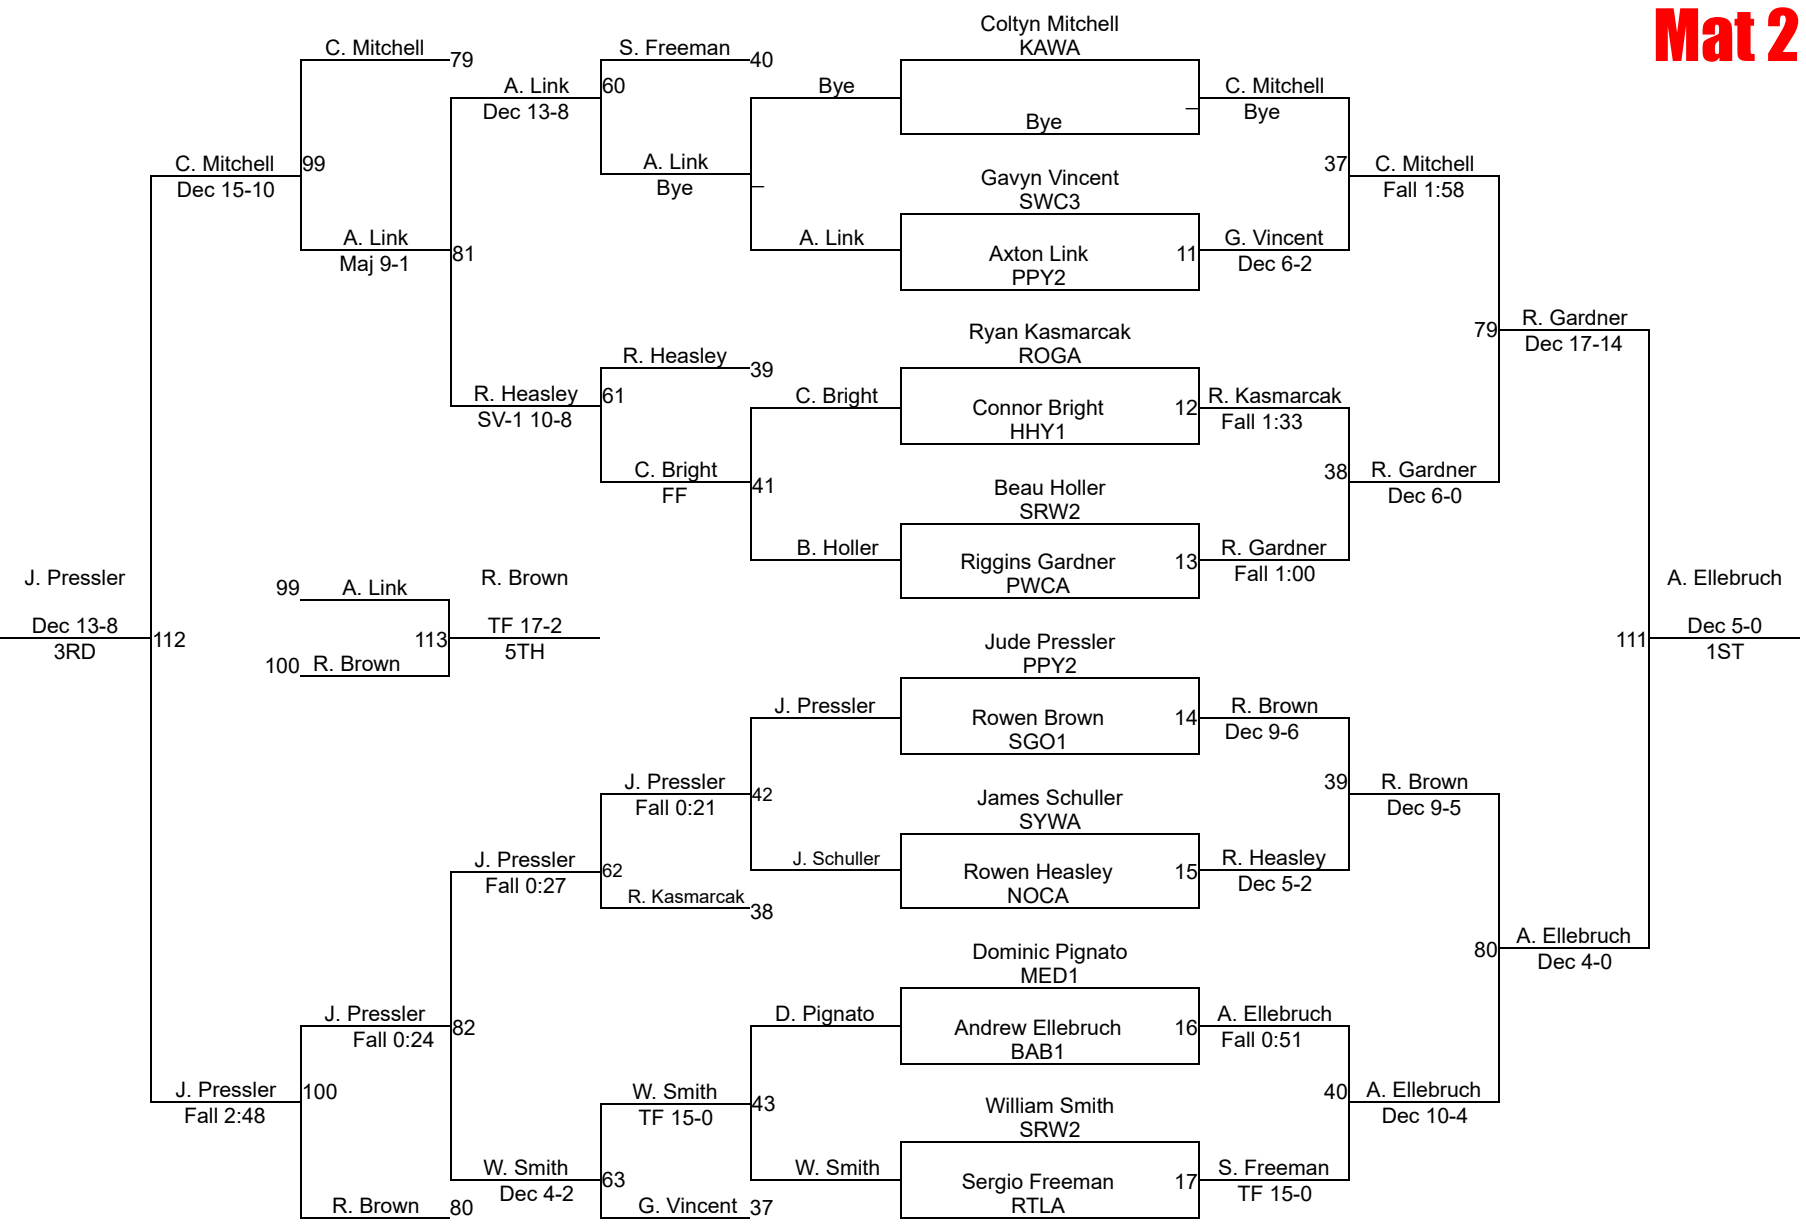 Mat 2
Coltyn Mitchell
KAWA
C. Mitchell
79
S. Freeman
40
A. Link
60
Dec 13-8
Bye
C. Mitchell
Bye
Bye
_
A. Link
Bye
_
C. Mitchell
99
Dec 15-10
Gavyn Vincent
SWC3
37
C. Mitchell
Fall 1:58
A. Link
Maj 9-1
81
A. Link
Axton Link
PPY2
11
G. Vincent
Dec 6-2
Ryan Kasmarcak
ROGA
79
R. Gardner
Dec 17-14
R. Heasley
39
R. Heasley
61
SV-1 10-8
C. Bright
Connor Bright
HHY1
12
R. Kasmarcak
Fall 1:33
C. Bright
FF
41
Beau Holler
SRW2
38
R. Gardner
Dec 6-0
B. Holler
Riggins Gardner
PWCA
13
R. Gardner
Fall 1:00
J. Pressler
Dec 13-8
3RD
112
99
A. Link
100
R. Brown
113
R. Brown
TF 17-2
5TH
A. Ellebruch
111
Dec 5-0
1ST
Jude Pressler
PPY2
J. Pressler
Rowen Brown
SGO1
14
R. Brown
Dec 9-6
J. Pressler
Fall 0:21
42
James Schuller
SYWA
39
R. Brown
Dec 9-5
J. Pressler
Fall 0:27
62
J. Schuller
Rowen Heasley
NOCA
15
R. Heasley
Dec 5-2
R. Kasmarcak
38
Dominic Pignato
MED1
80
A. Ellebruch
Dec 4-0
J. Pressler
Fall 0:24
82
D. Pignato
Andrew Ellebruch
BAB1
16
A. Ellebruch
Fall 0:51
J. Pressler
Fall 2:48
100
W. Smith
TF 15-0
43
William Smith
SRW2
40
A. Ellebruch
Dec 10-4
W. Smith
Dec 4-2
63
W. Smith
Sergio Freeman
RTLA
17
S. Freeman
TF 15-0
R. Brown
80
G. Vincent
37